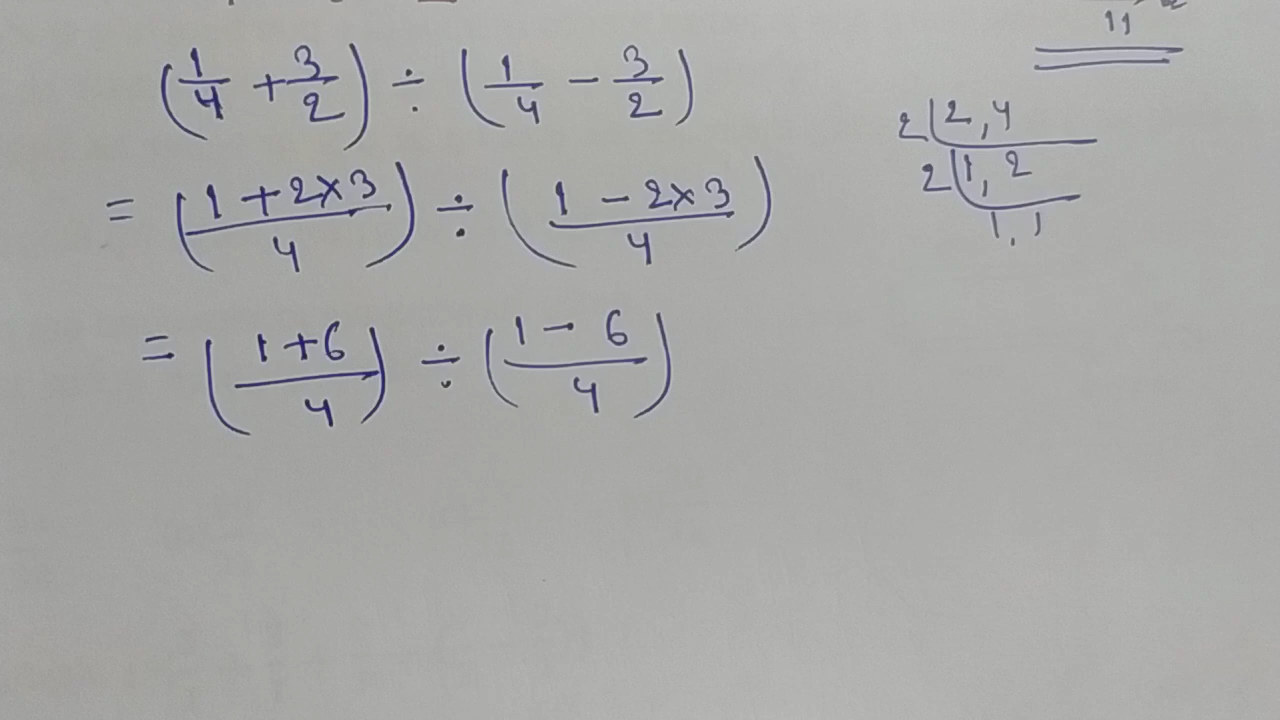 (1/4 + 3/2) ÷ (1/4 - 3/2)
= (1 + 2×3 / 4) ÷ (1 - 2×3 / 4)
= (1+6 / 4) ÷ (1 - 6 / 4)
11
2 | 2, 4
2 | 1, 2
1, 1